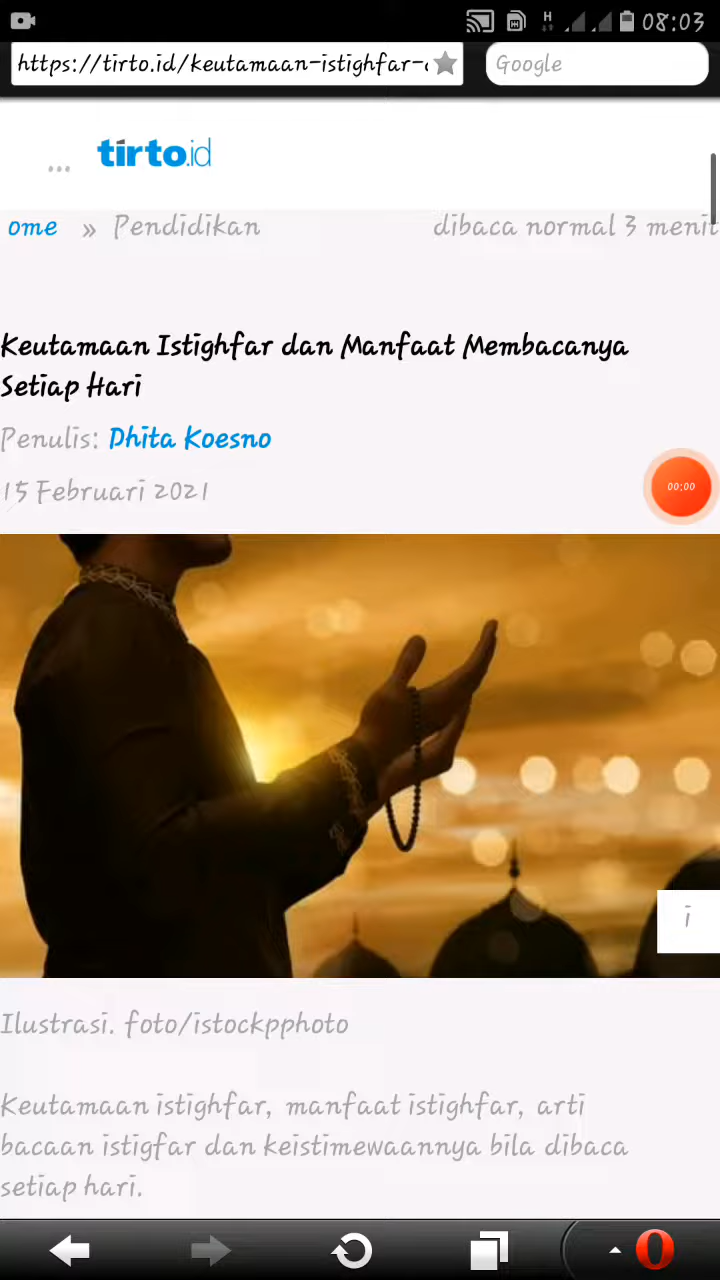 H
08:03
https://tirto.id/keutamaan-istighfar-
Google
... tirto.id
ome » Pendidikan dibaca normal 3 menit
Keutamaan Istighfar dan Manfaat Membacanya
Setiap Hari
Penulis: Dhita Koesno
15 Februari 2021
00:00
i
Ilustrasi. foto/istockpphoto
Keutamaan istighfar, manfaat istighfar, arti
bacaan istigfar dan keistimewaannya bila dibaca
setiap hari.